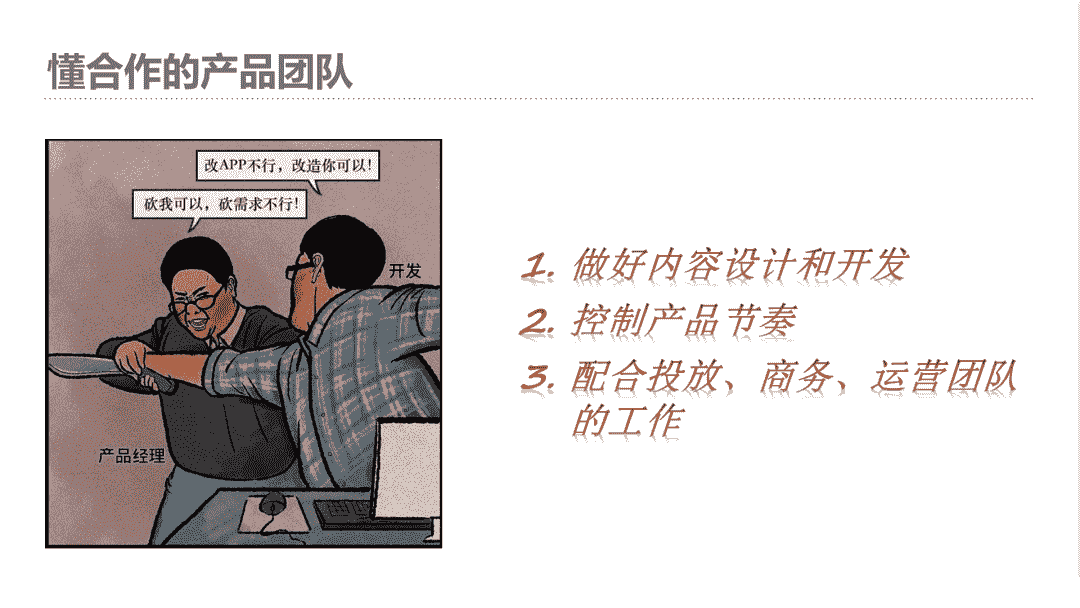 懂合作的产品团队
改APP不行，改造你可以！
砍我可以，砍需求不行！
开发
产品经理
1. 做好内容设计和开发
2. 控制产品节奏
3. 配合投放、商务、运营团队
的工作